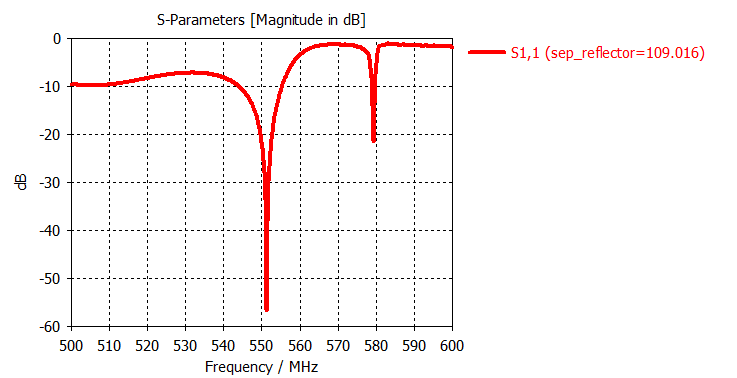 S-Parameters [Magnitude in dB]
S1,1 (sep_reflector=109.016)
0
-10
-20
-30
-40
-50
-60
dB
500 510 520 530 540 550 560 570 580 590 600
Frequency / MHz